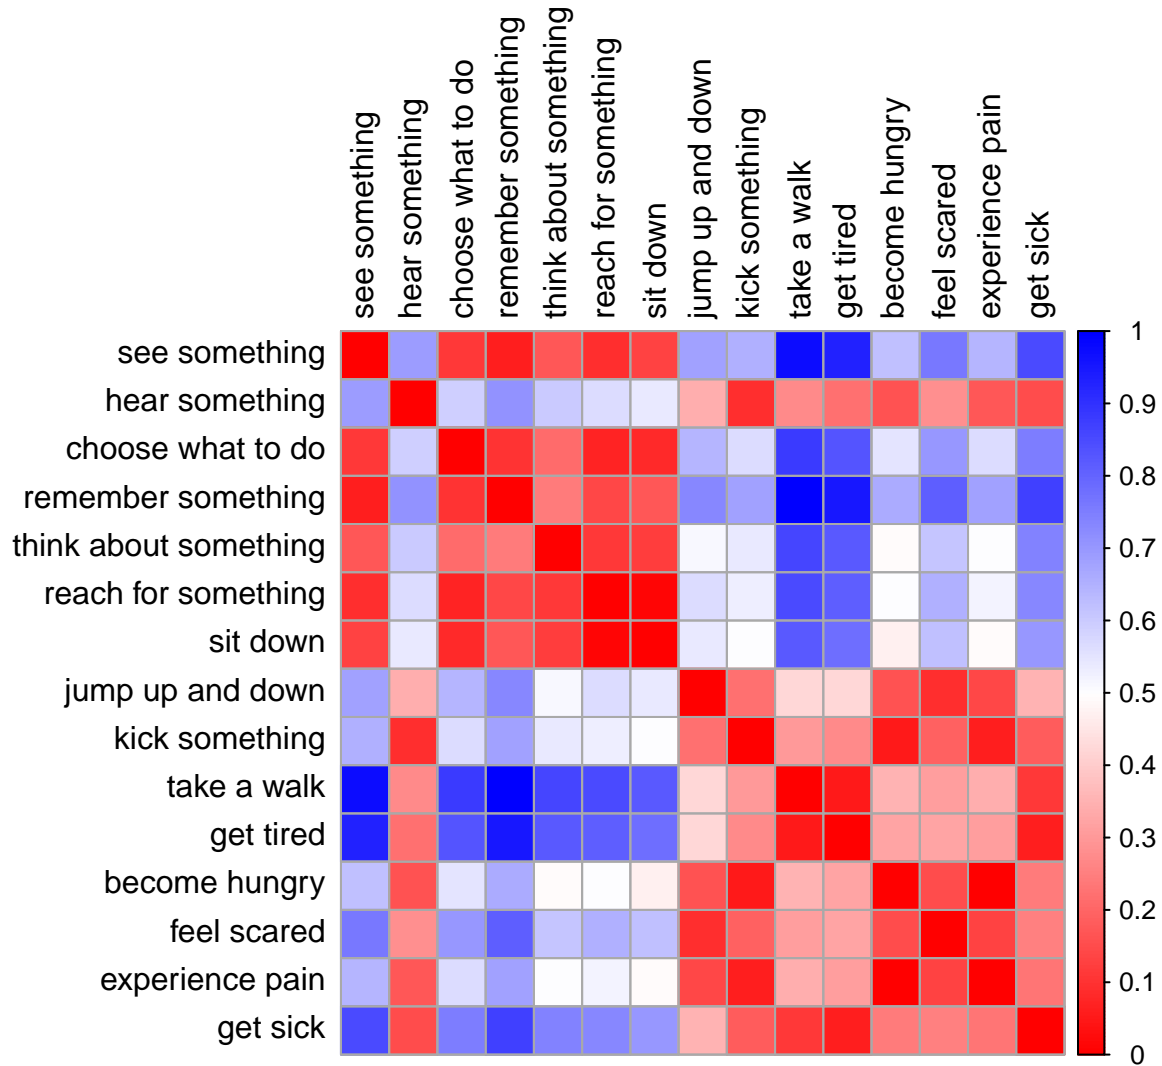 see something
hear something
choose what to do
remember something
think about something
reach for something
sit down
jump up and down
kick something
take a walk
get tired
become hungry
feel scared
experience pain
get sick
see something
hear something
choose what to do
remember something
think about something
reach for something
sit down
jump up and down
kick something
take a walk
get tired
become hungry
feel scared
experience pain
get sick
1
0.9
0.8
0.7
0.6
0.5
0.4
0.3
0.2
0.1
0